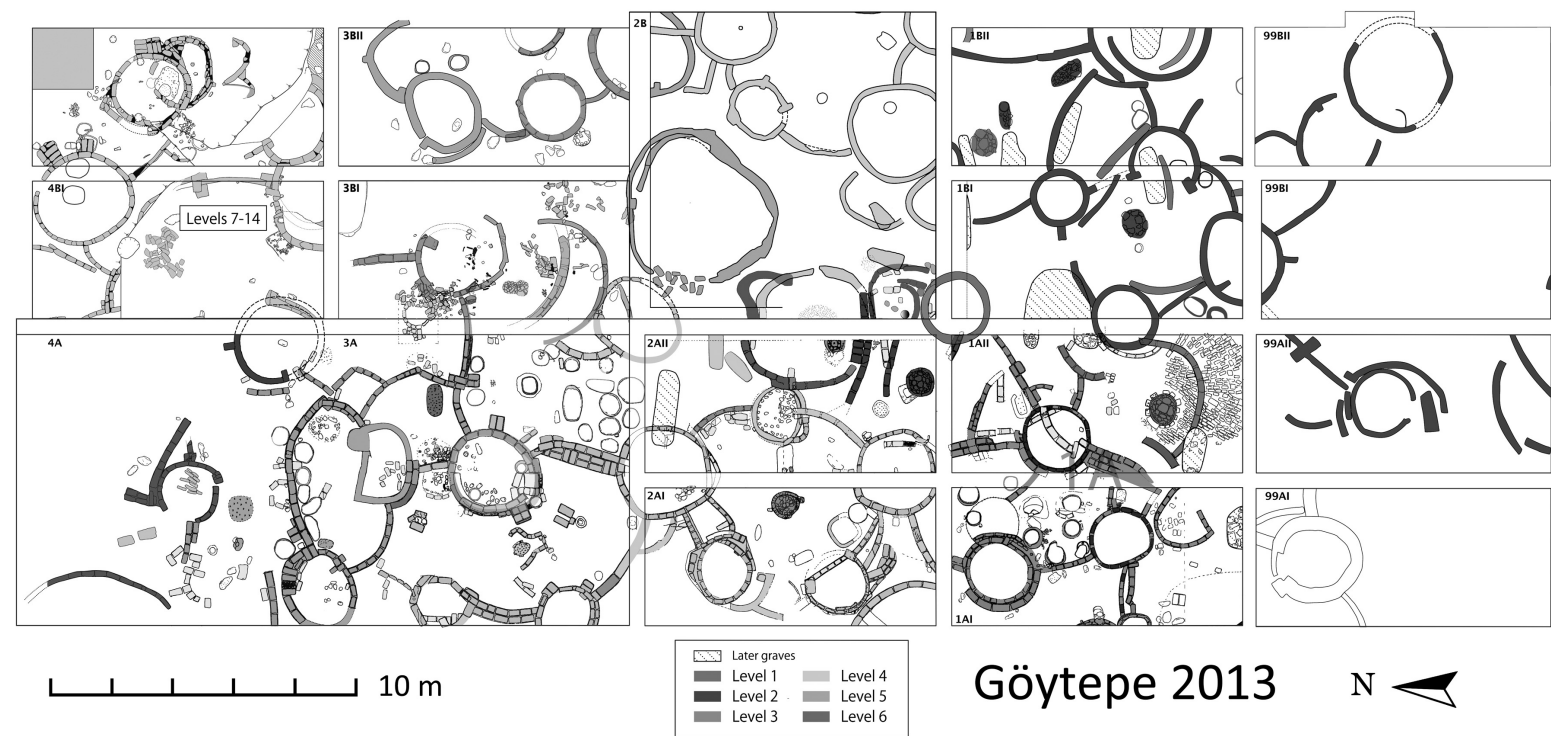 3BII
2B
1BII
99BII
4BI
Levels 7-14
3BI
1BI
99BI
4A
3A
2AII
1AII
99AII
2AI
1AI
99AI
10 m
Later graves
Level 1
Level 4
Level 2
Level 5
Level 3
Level 6
Göytepe 2013
N